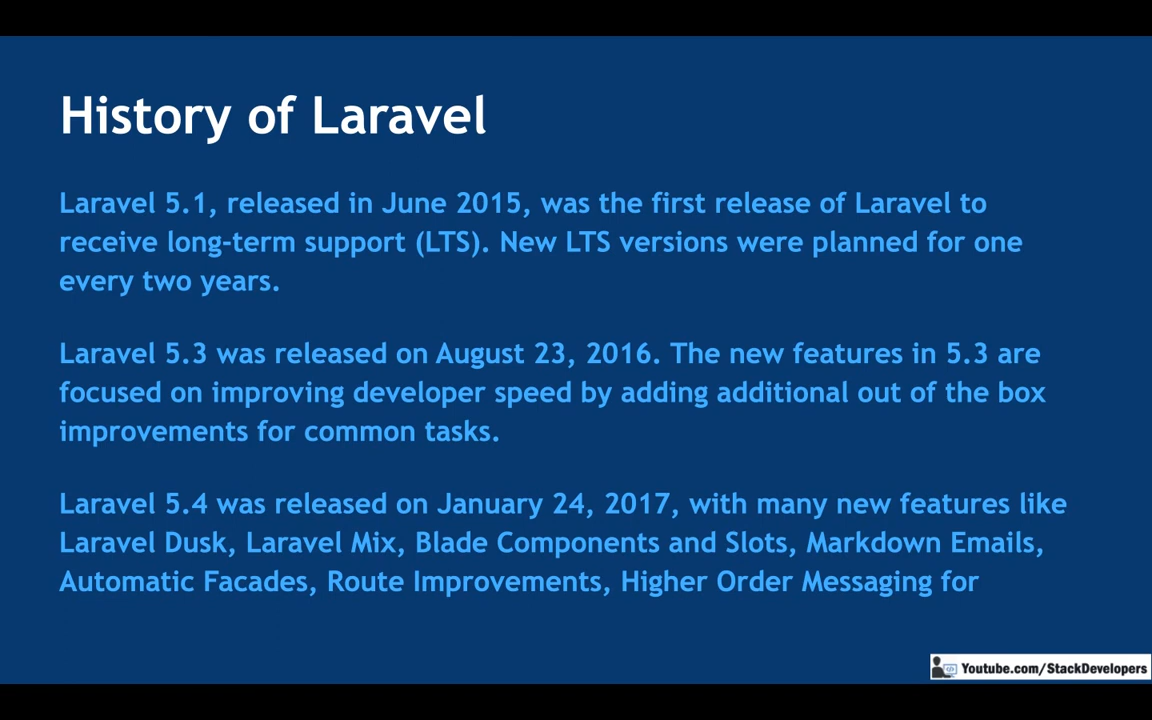 History of Laravel
Laravel 5.1, released in June 2015, was the first release of Laravel to
receive long-term support (LTS). New LTS versions were planned for one
every two years.
Laravel 5.3 was released on August 23, 2016. The new features in 5.3 are
focused on improving developer speed by adding additional out of the box
improvements for common tasks.
Laravel 5.4 was released on January 24, 2017, with many new features like
Laravel Dusk, Laravel Mix, Blade Components and Slots, Markdown Emails,
Automatic Facades, Route Improvements, Higher Order Messaging for
Youtube.com/StackDevelopers